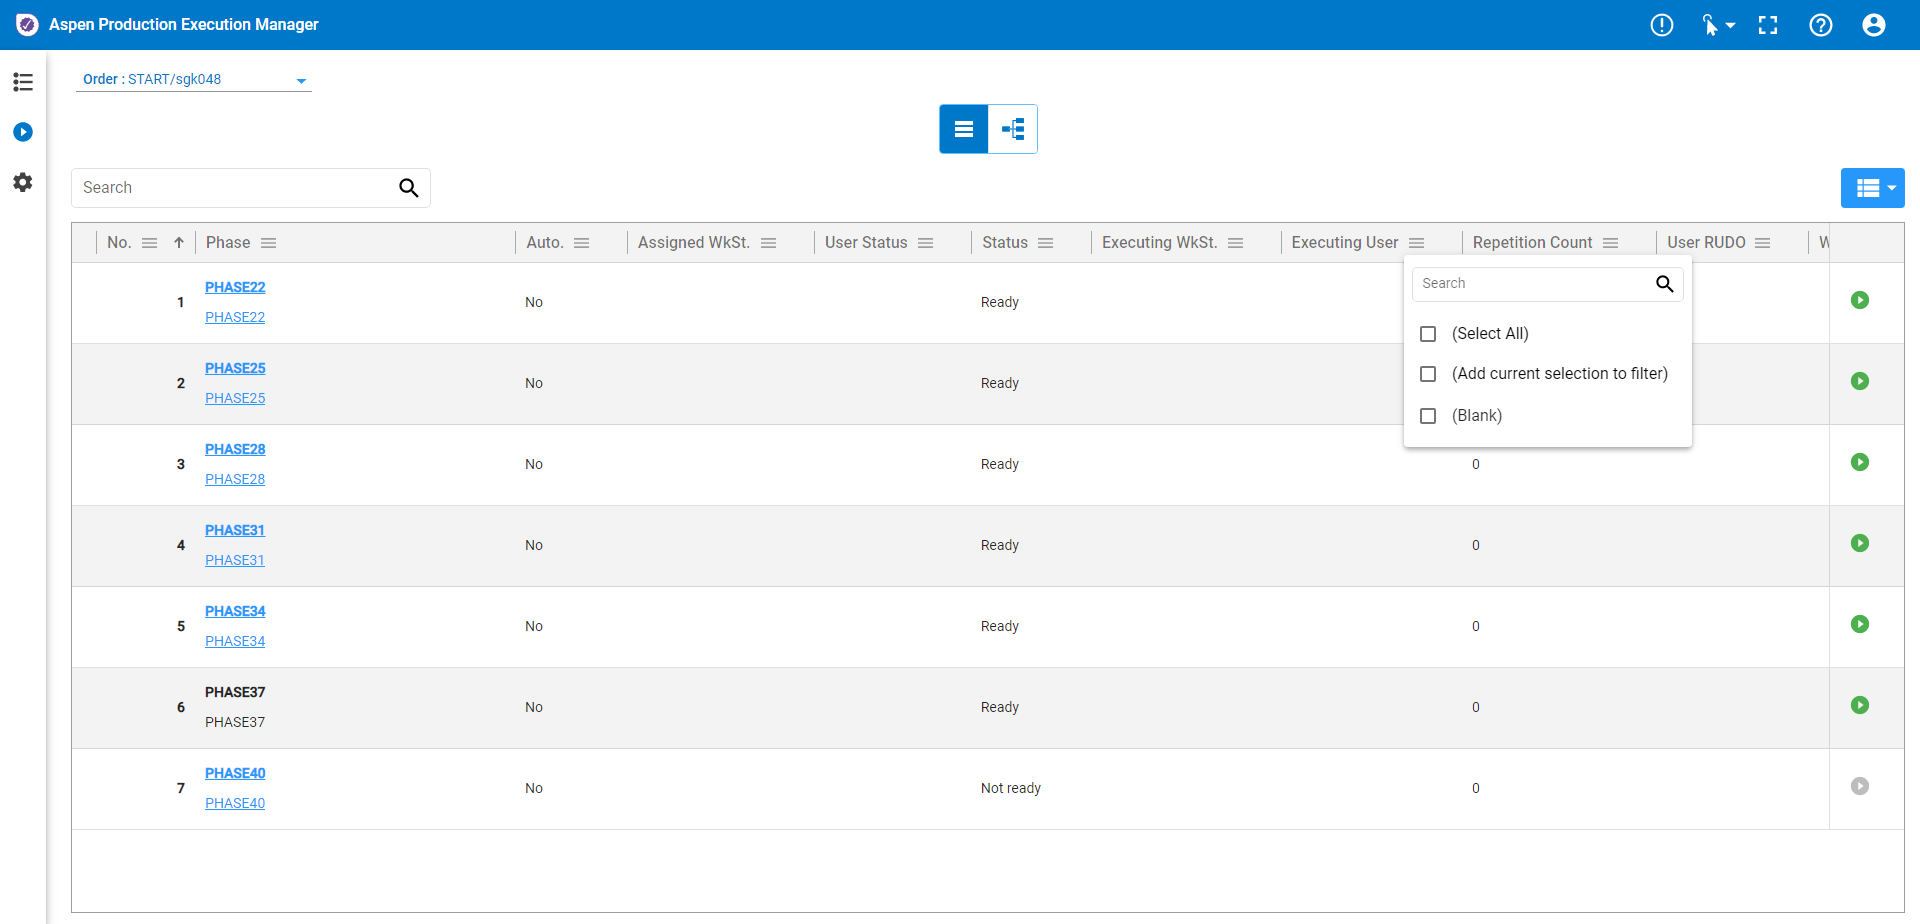 Aspen Production Execution Manager
Order : START/sgk048
Search
No. Phase Auto. Assigned WkSt. User Status Status Executing WkSt. Executing User Repetition Count User RUDO W
Search
(Select All)
(Add current selection to filter)
(Blank)
PHASE22
1 No Ready
PHASE22
PHASE25
2 No Ready
PHASE25
PHASE28
3 No Ready 0
PHASE28
PHASE31
4 No Ready 0
PHASE31
PHASE34
5 No Ready 0
PHASE34
PHASE37
6 No Ready 0
PHASE37
PHASE40
7 No Not ready 0
PHASE40